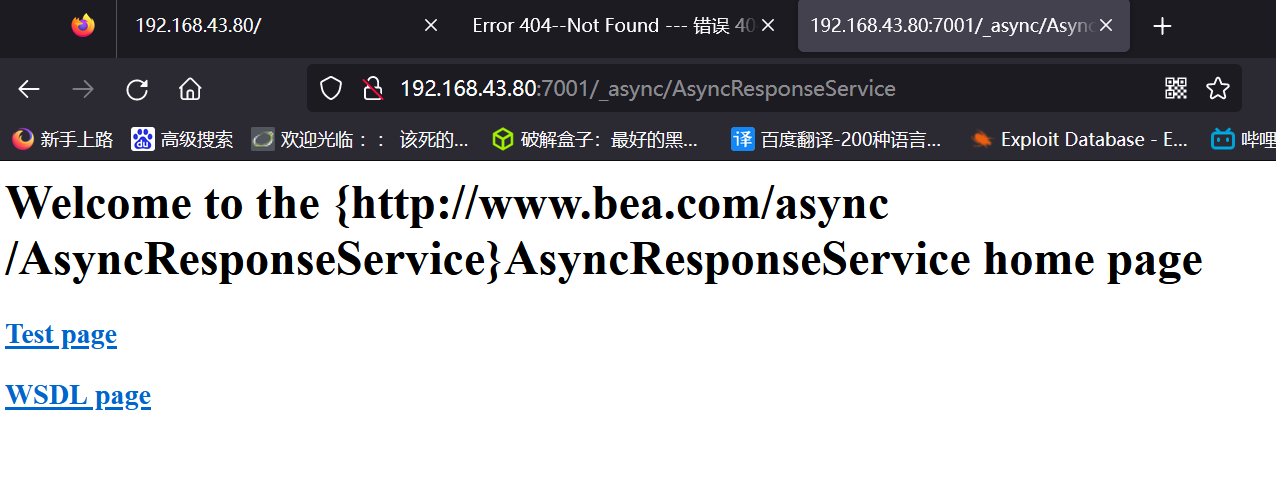 192.168.43.80/
Error 404--Not Found --- 错误 40
192.168.43.80:7001/_async/Async
192.168.43.80:7001/_async/AsyncResponseService
新手上路 高级搜索 欢迎光临：： 该死的... 破解盒子：最好的黑... 译 百度翻译-200种语言... Exploit Database - E... 哔哩
Welcome to the {http://www.bea.com/async
/AsyncResponseService}AsyncResponseService home page
Test page
WSDL page